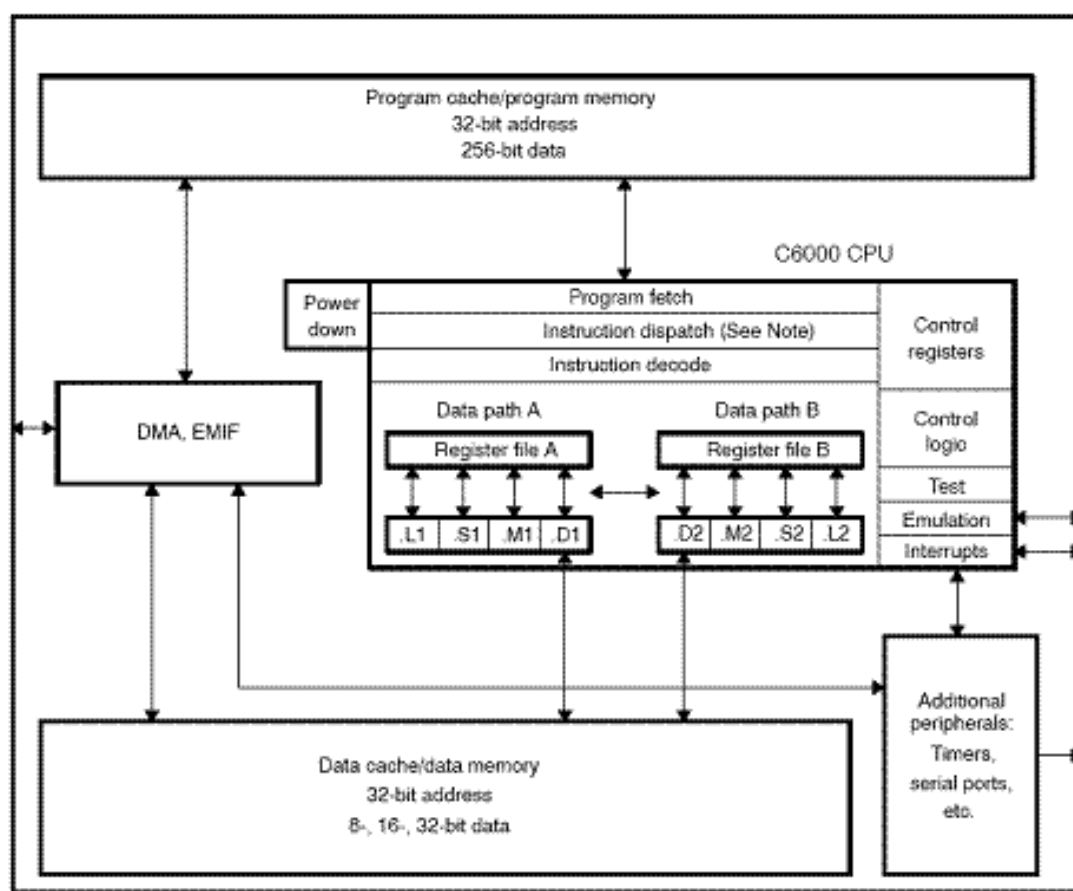 Program cache/program memory
32-bit address
256-bit data
C6000 CPU
Power
down
Program fetch
Instruction dispatch (See Note)
Instruction decode
Control
registers
Data path A
Data path B
DMA, EMIF
Register file A
Register file B
Control
logic
Test
.L1 .S1 .M1 .D1
.D2 .M2 .S2 .L2
Emulation
Interrupts
Additional
peripherals:
Timers,
serial ports,
etc.
Data cache/data memory
32-bit address
8-, 16-, 32-bit data